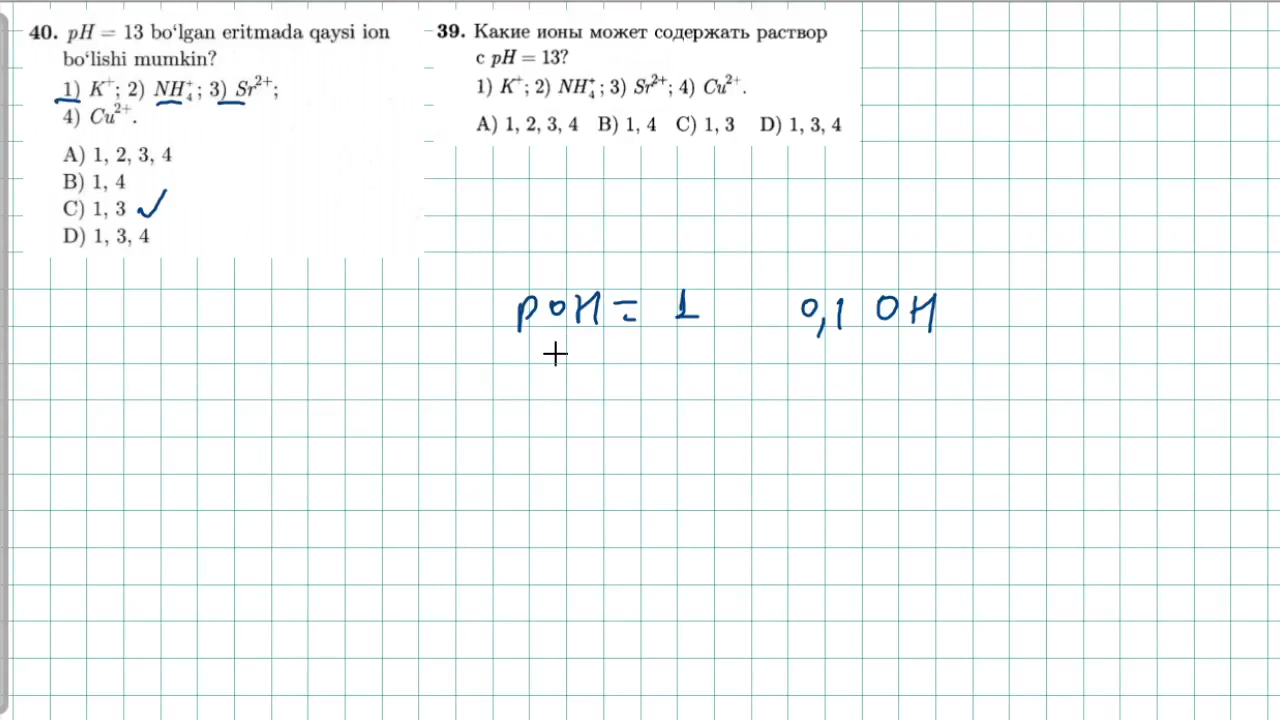 40. pH = 13 bo‘lgan eritmada qaysi ion
bo‘lishi mumkin?
1) K⁺; 2) NH₄⁺; 3) Sr²⁺;
4) Cu²⁺.
A) 1, 2, 3, 4
B) 1, 4
C) 1, 3 ✓
D) 1, 3, 4
39. Какие ионы может содержать раствор
с pH = 13?
1) K⁺; 2) NH₄⁺; 3) Sr²⁺; 4) Cu²⁺.
A) 1, 2, 3, 4 B) 1, 4 C) 1, 3 D) 1, 3, 4
pOH = 1 0,1 OH